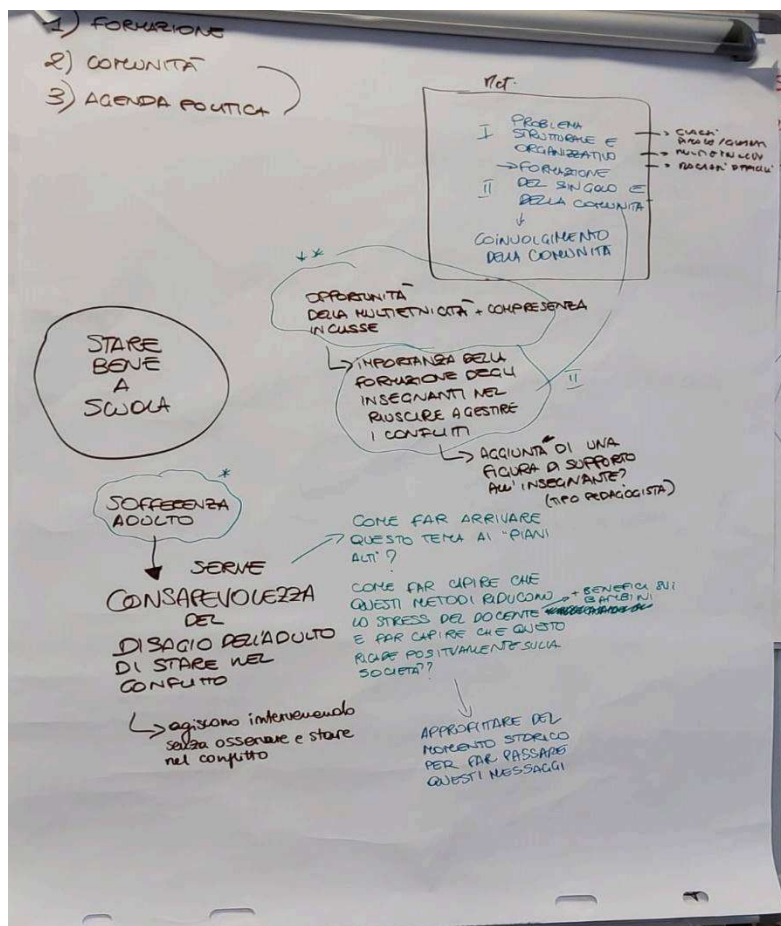 1) FORMAZIONE
2) COMUNITÀ
3) AGENDA POLITICA
I PROBLEMA
STRUTTURALE E
ORGANIZZATIVO
→ FORMAZIONE
II DEL SINGOLO E
DELLA COMUNITÀ
↓
COINVOLGIMENTO
DELLA COMUNITÀ
→ CLASSI
→
→
**
OPPORTUNITÀ
DELLA MULTIETNICITÀ + COMPRESENZA
IN CLASSE
→ IMPORTANZA DELLA
FORMAZIONE DEGLI
INSEGNANTI NEL
RIUSCIRE A GESTIRE
I CONFLITTI
II
→ AGGIUNTA DI UNA
FIGURA DI SUPPORTO
ALL'INSEGNANTE?
(TIPO PEDAGOGISTA)
STARE
BENE
A
SCUOLA
*
SOFFERENZA
ADULTO
SERVE
CONSAPEVOLEZZA
DEL
DISAGIO DELL'ADULTO
DI STARE NEL
CONFLITTO
→ agiscono intervenendo
senza osservare e stare
nel conflitto
COME FAR ARRIVARE
QUESTO TEMA AI "PIANI
ALTI"?
COME FAR CAPIRE CHE
QUESTI METODI RIDUCONO
LO STRESS DEL DOCENTE
→ + BENEFICI SUI
BAMBINI
E FAR CAPIRE CHE QUESTO
RICADE POSITIVAMENTE SULLA
SOCIETÀ?
↓
APPROFITTARE DEL
MOMENTO STORICO
PER FAR PASSARE
QUESTI MESSAGGI